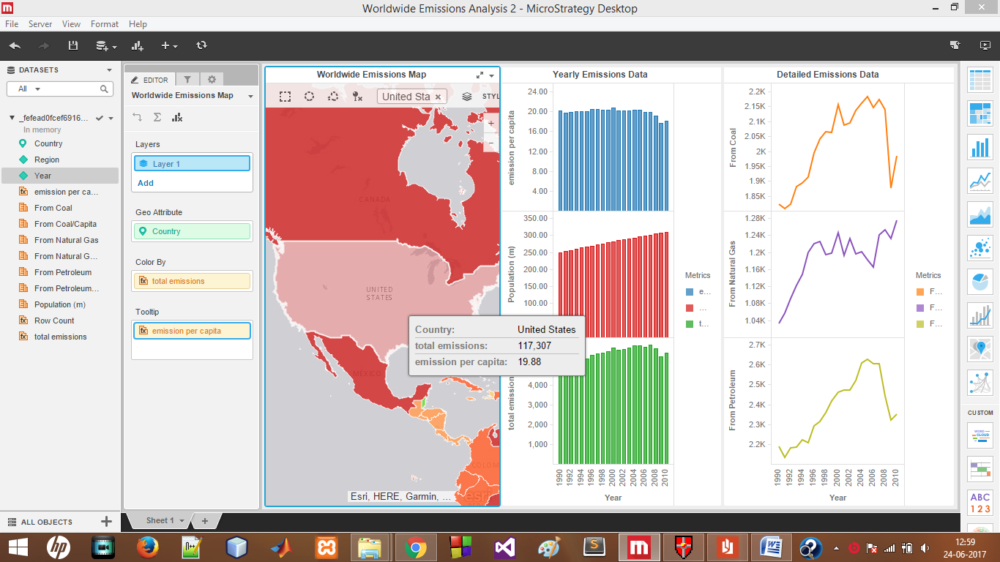 Worldwide Emissions Analysis 2 - MicroStrategy Desktop
File Server View Format Help
DATASETS
All
_fefead0fcef6916...
In memory
Country
Region
Year
emission per ca...
From Coal
From Coal/Capita
From Natural Gas
From Natural G...
From Petroleum
From Petroleum...
Population (m)
Row Count
total emissions
ALL OBJECTS
EDITOR
Worldwide Emissions Map
Layers
Layer 1
Add
Geo Attribute
Country
Color By
total emissions
Tooltip
emission per capita
Worldwide Emissions Map
United Sta
STYL
CANADA
UNITED
STATES
MEXICO
COLOM
Country: United States
total emissions: 117,307
emission per capita: 19.88
Esri, HERE, Garmin, ...
esri
Yearly Emissions Data
emission per capita
24.00
20.00
16.00
12.00
8.00
4.00
Population (m)
350.00
300.00
250.00
200.00
150.00
100.00
total emission
4,000
3,000
2,000
1,000
1990 1992 1994 1996 1998 2000 2002 2004 2006 2008 2010
Year
Metrics
e...
...
t...
Detailed Emissions Data
From Coal
2.2K
2.15K
2.1K
2.05K
2K
1.95K
1.9K
1.85K
From Natural Gas
1.28K
1.24K
1.2K
1.16K
1.12K
1.08K
1.04K
From Petroleum
2.7K
2.6K
2.5K
2.4K
2.3K
2.2K
1990 1992 1994 1996 1998 2000 2002 2004 2006 2008 2010
Year
Metrics
F...
F...
F...
CUSTOM
WORD
CLOUD
ABC
1 2 3
Sheet 1
12:59
24-06-2017